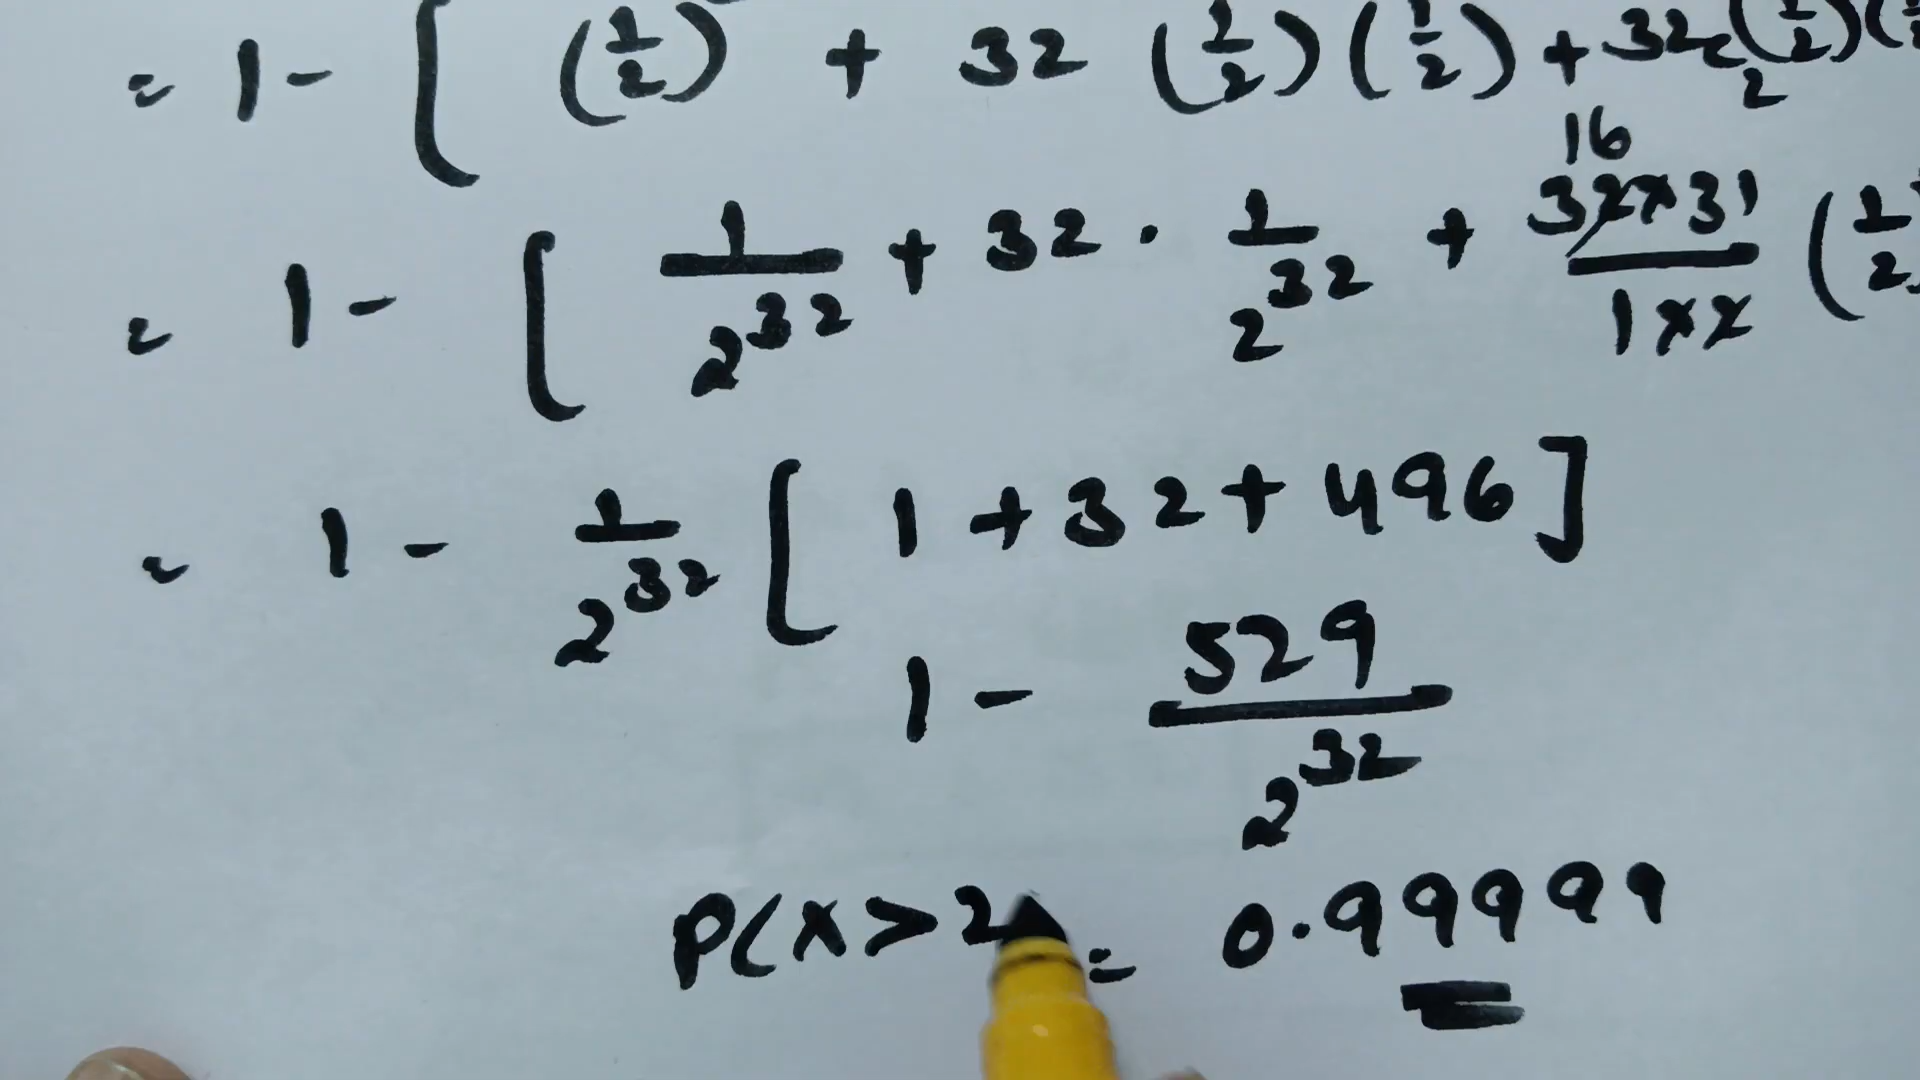 = 1 - [ (1/2) + 32 (1/2) (1/2) + 32c2 (1/2) (
16
= 1 - [ 1/2^32 + 32 . 1/2^32 + 32×31/1×2 (1/2
= 1 - 1/2^32 [ 1 + 32 + 496 ]
1 - 529/2^32
P(x > 2 = 0.99999